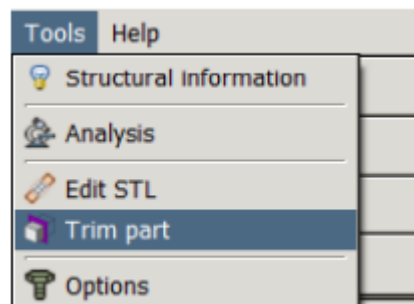 Tools Help
Structural information
Analysis
Edit STL
Trim part
Options